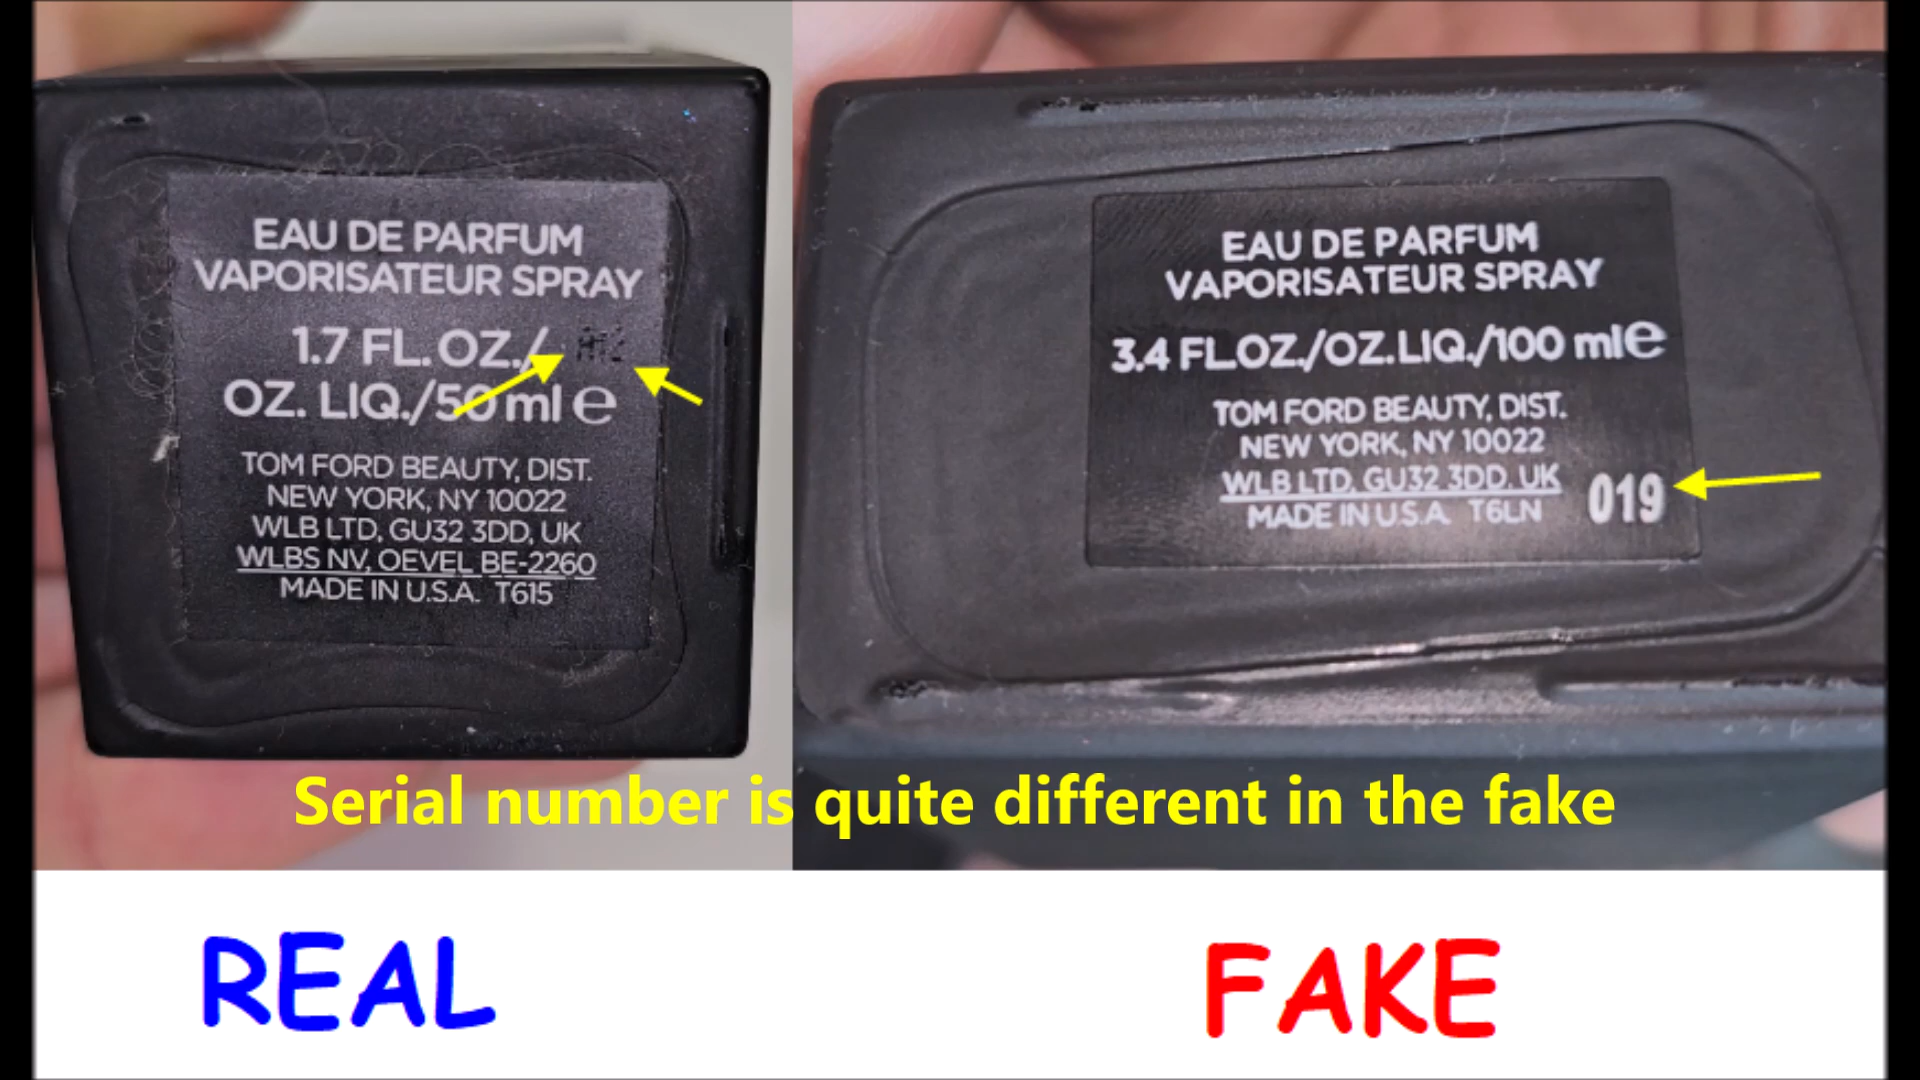 EAU DE PARFUM
VAPORISATEUR SPRAY
1.7 FL. OZ./
OZ. LIQ./50 ml e
TOM FORD BEAUTY, DIST.
NEW YORK, NY 10022
WLB LTD, GU32 3DD, UK
WLBS NV, OEVEL BE-2260
MADE IN U.S.A. T615
EAU DE PARFUM
VAPORISATEUR SPRAY
3.4 FL.OZ./OZ.LIQ./100 ml e
TOM FORD BEAUTY, DIST.
NEW YORK, NY 10022
WLB LTD, GU32 3DD, UK
MADE IN U.S.A. T6LN
019
Serial number is quite different in the fake
REAL
FAKE